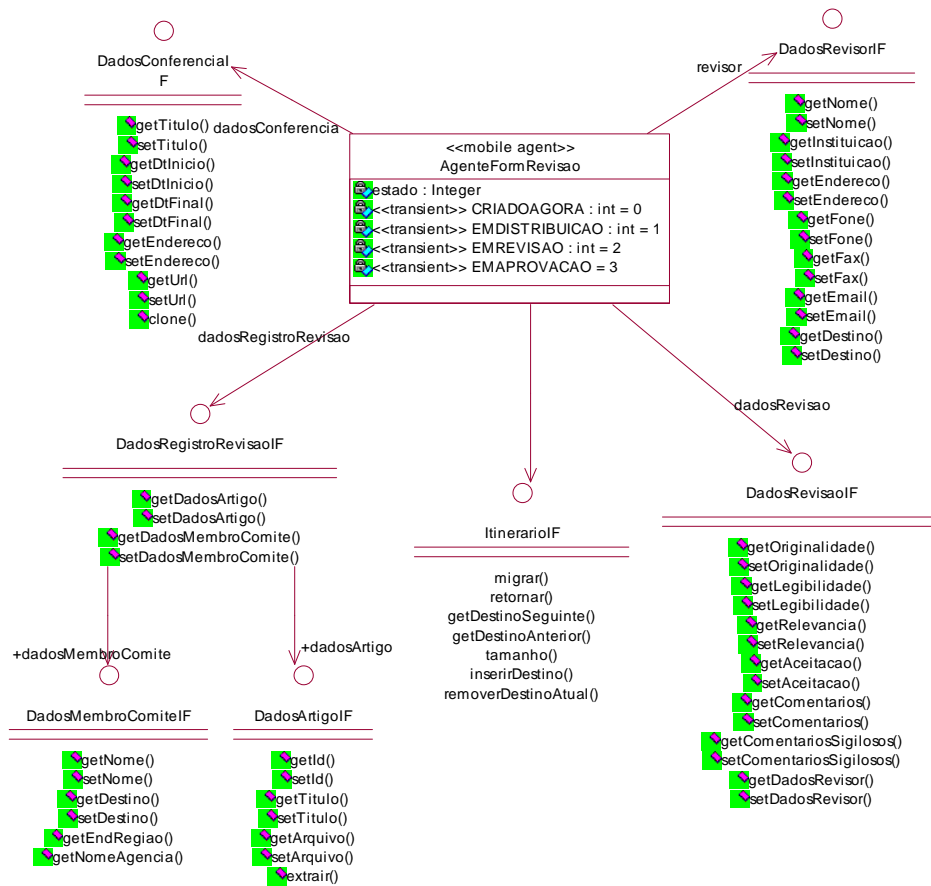 DadosConferenciaI
F
getTitulo()
setTitulo()
getDtInicio()
setDtInicio()
getDtFinal()
setDtFinal()
getEndereco()
setEndereco()
getUrl()
setUrl()
clone()
dadosConferencia
<<mobile agent>>
AgenteFormRevisao
estado : Integer
<<transient>> CRIADOAGORA : int = 0
<<transient>> EMDISTRIBUICAO : int = 1
<<transient>> EMREVISAO : int = 2
<<transient>> EMAPROVACAO = 3
revisor
DadosRevisorIF
getNome()
setNome()
getInstituicao()
setInstituicao()
getEndereco()
setEndereco()
getFone()
setFone()
getFax()
setFax()
getEmail()
setEmail()
getDestino()
setDestino()
dadosRegistroRevisao
DadosRegistroRevisaoIF
getDadosArtigo()
setDadosArtigo()
getDadosMembroComite()
setDadosMembroComite()
ItinerarioIF
migrar()
retornar()
getDestinoSeguinte()
getDestinoAnterior()
tamanho()
inserirDestino()
removerDestinoAtual()
dadosRevisao
DadosRevisaoIF
getOriginalidade()
setOriginalidade()
getLegibilidade()
setLegibilidade()
getRelevancia()
setRelevancia()
getAceitacao()
setAceitacao()
getComentarios()
setComentarios()
getComentariosSigilosos()
setComentariosSigilosos()
getDadosRevisor()
setDadosRevisor()
+dadosMembroComite
DadosMembroComiteIF
getNome()
setNome()
getDestino()
setDestino()
getEndRegiao()
getNomeAgencia()
+dadosArtigo
DadosArtigoIF
getId()
setId()
getTitulo()
setTitulo()
getArquivo()
setArquivo()
extrair()